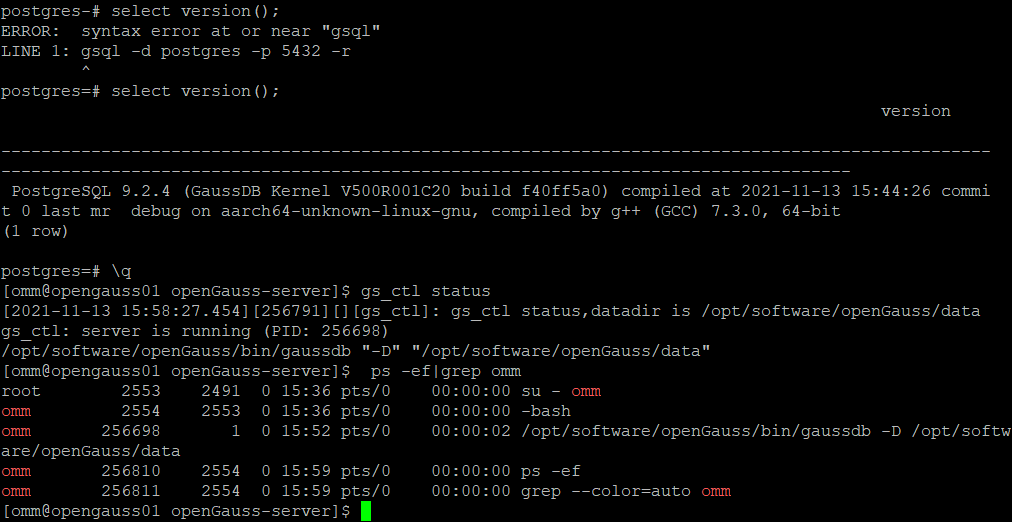 postgres-# select version();
ERROR:  syntax error at or near "gsql"
LINE 1: gsql -d postgres -p 5432 -r
        ^
postgres=# select version();
                                                                                        version
---------------------------------------------------------------------------------------------------
-------------------------------------------------------------------------------------
 PostgreSQL 9.2.4 (GaussDB Kernel V500R001C20 build f40ff5a0) compiled at 2021-11-13 15:44:26 commi
t 0 last mr  debug on aarch64-unknown-linux-gnu, compiled by g++ (GCC) 7.3.0, 64-bit
(1 row)
postgres=# \q
[omm@opengauss01 openGauss-server]$ gs_ctl status
[2021-11-13 15:58:27.454][256791][][gs_ctl]: gs_ctl status,datadir is /opt/software/openGauss/data
gs_ctl: server is running (PID: 256698)
/opt/software/openGauss/bin/gaussdb "-D" "/opt/software/openGauss/data"
[omm@opengauss01 openGauss-server]$  ps -ef|grep omm
root        2553    2491  0 15:36 pts/0    00:00:00 su - omm
omm         2554    2553  0 15:36 pts/0    00:00:00 -bash
omm       256698       1  0 15:52 pts/0    00:00:02 /opt/software/openGauss/bin/gaussdb -D /opt/softw
are/openGauss/data
omm       256810    2554  0 15:59 pts/0    00:00:00 ps -ef
omm       256811    2554  0 15:59 pts/0    00:00:00 grep --color=auto omm
[omm@opengauss01 openGauss-server]$